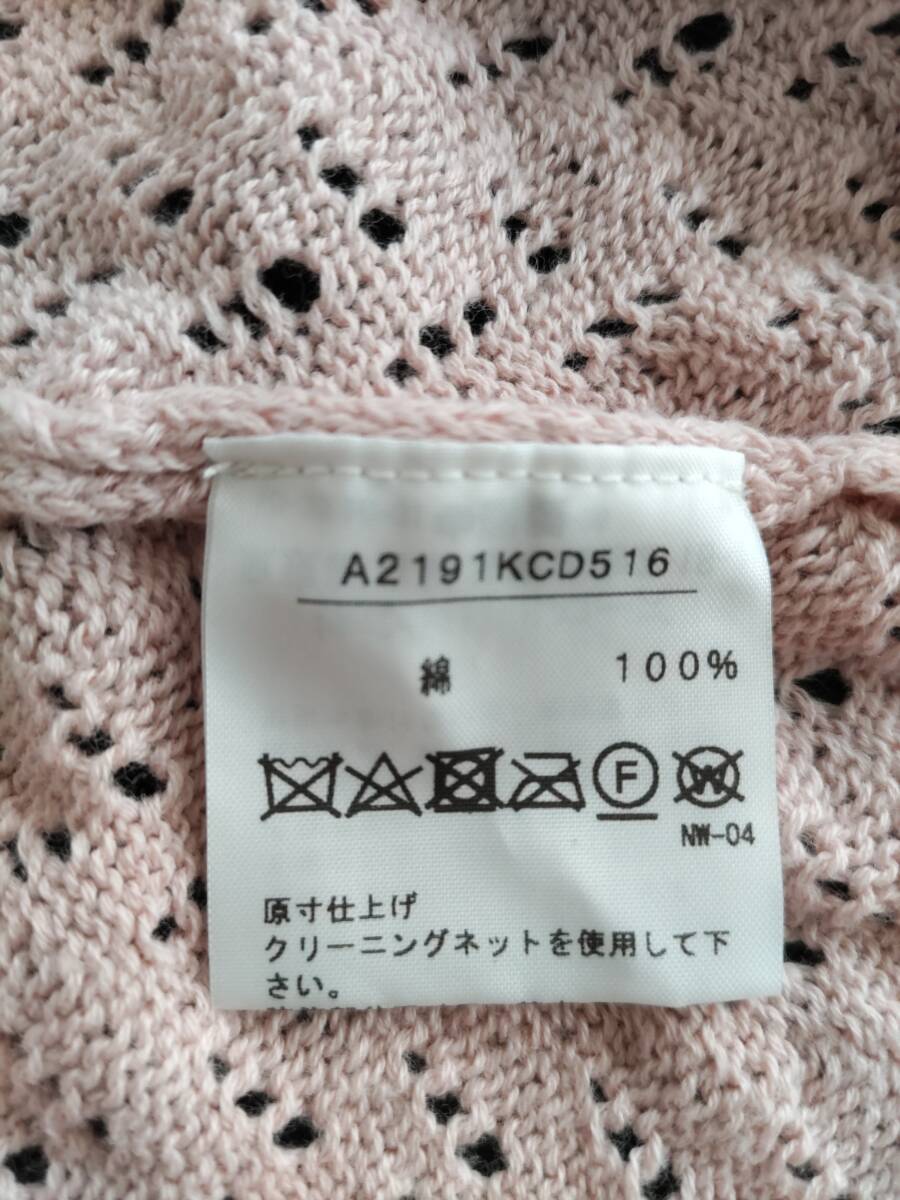 A2191KCD516
綿 100%
F W
NW-04
原寸仕上げ
クリーニングネットを使用して下
さい。